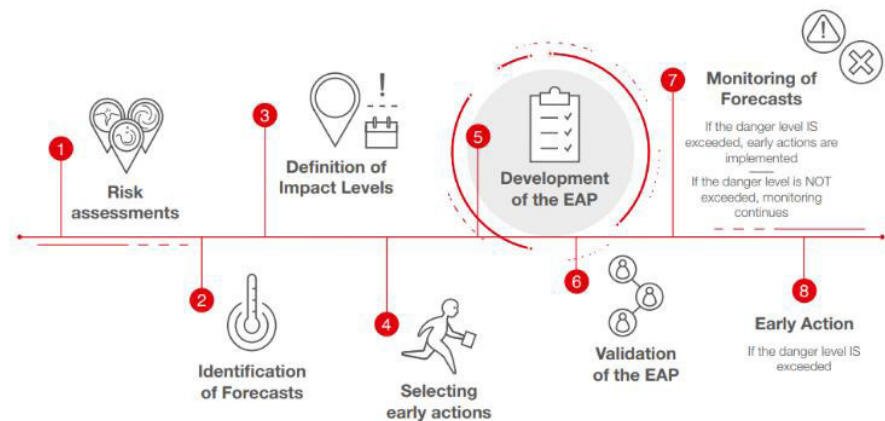 1
Risk
assessments
2
Identification
of Forecasts
3
Definition of
Impact Levels
4
Selecting
early actions
5
Development
of the EAP
6
Validation
of the EAP
7
Monitoring of
Forecasts
If the danger level IS
exceeded, early actions are
implemented
If the danger level is NOT
exceeded, monitoring
continues
8
Early Action
If the danger level IS
exceeded